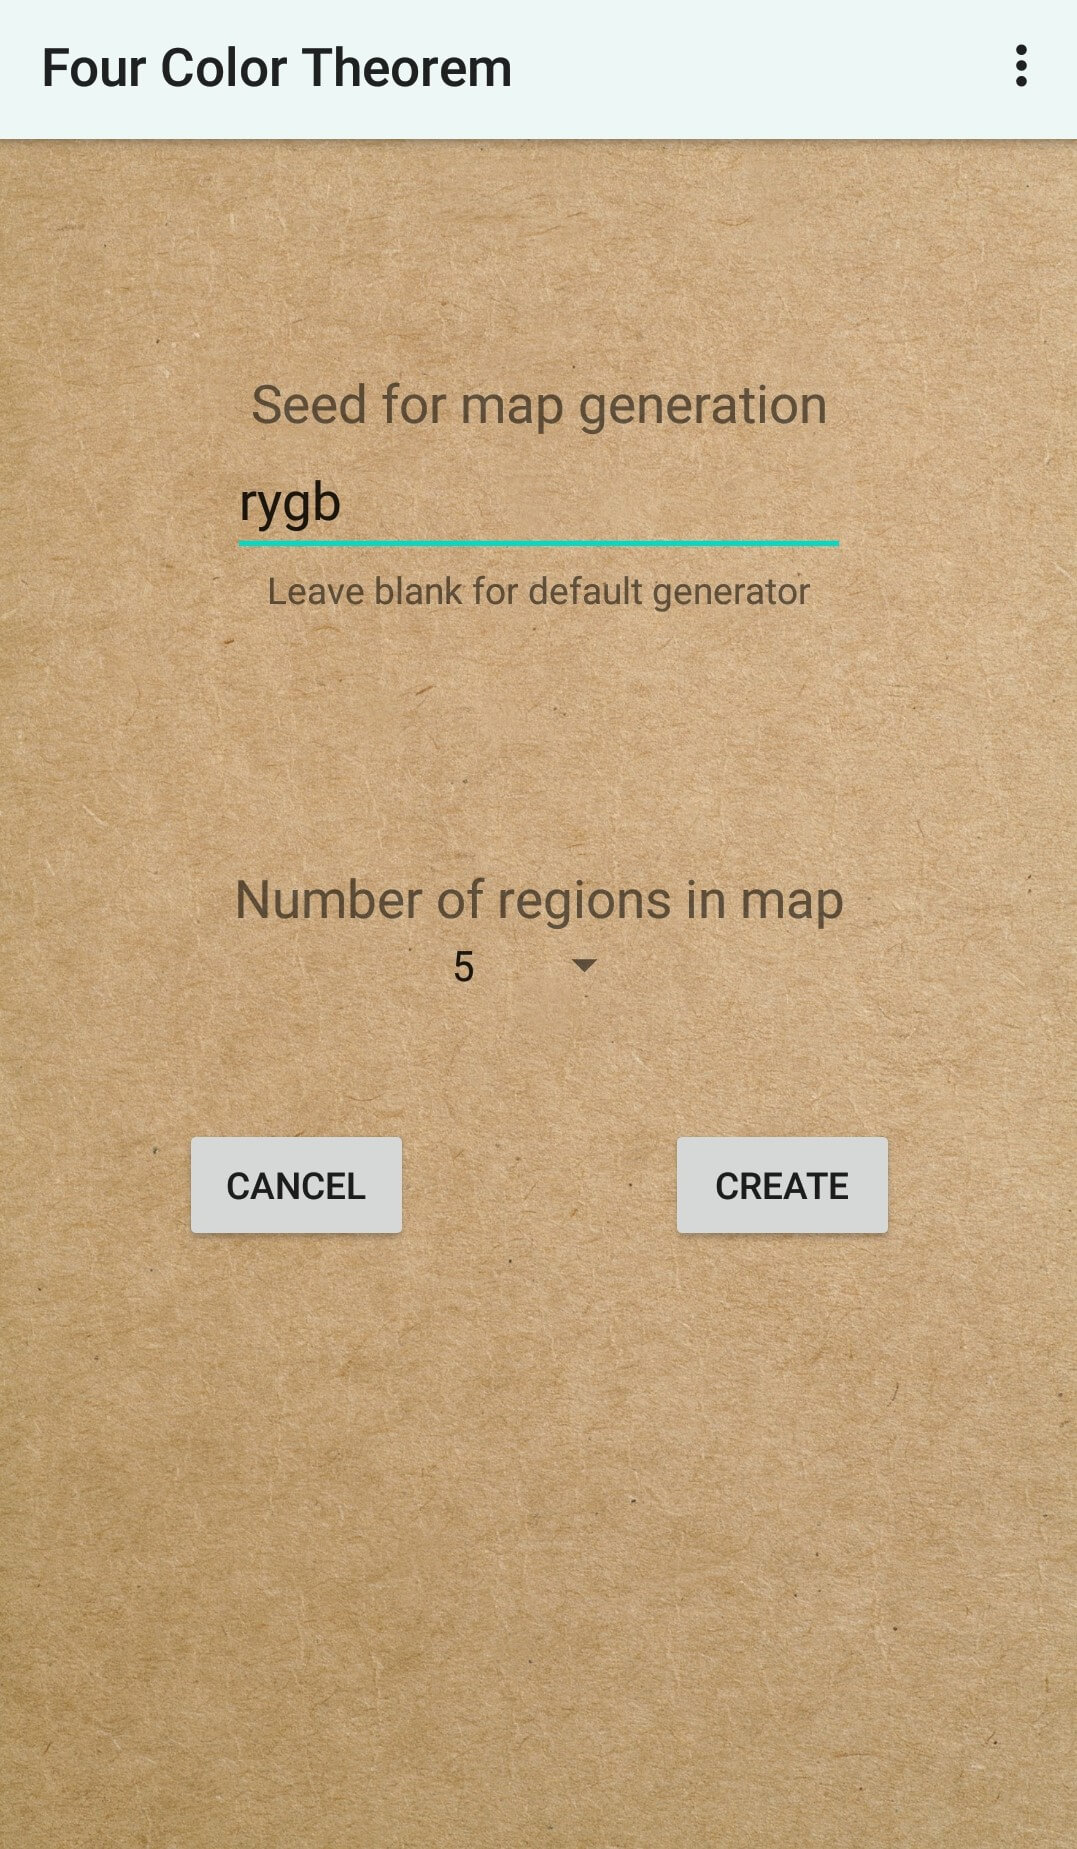 Four Color Theorem
Seed for map generation
rygb
Leave blank for default generator
Number of regions in map
5
CANCEL
CREATE